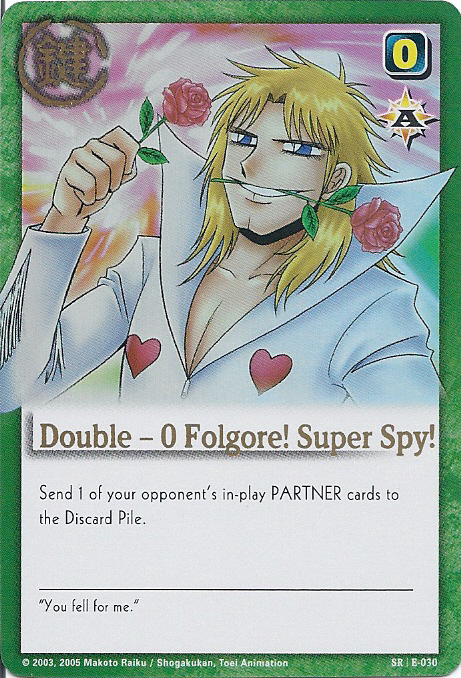 鍵
0
A
Double – 0 Folgore! Super Spy!
Send 1 of your opponent's in-play PARTNER cards to
the Discard Pile.
"You fell for me."
© 2003, 2005 Makoto Raiku / Shogakukan, Toei Animation
SR | E-030